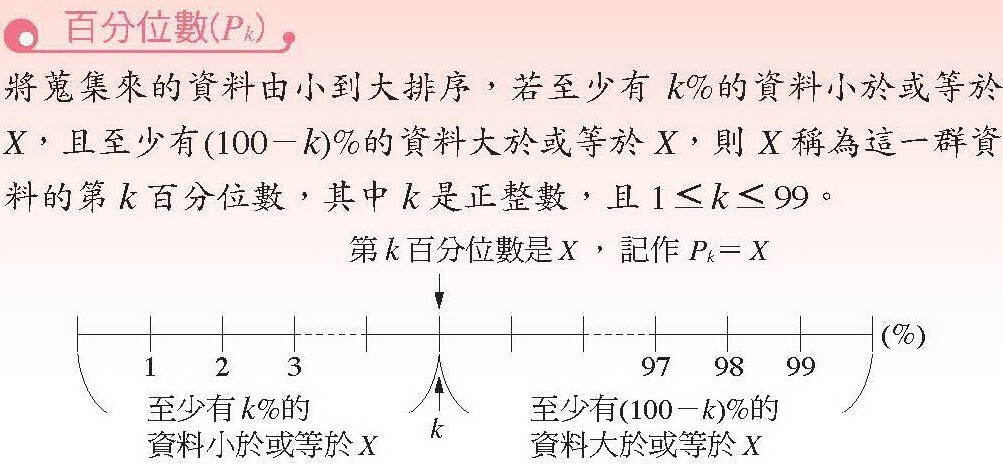 百分位數(Pₖ)
將蒐集來的資料由小到大排序，若至少有 k%的資料小於或等於
X，且至少有(100－k)%的資料大於或等於 X，則 X 稱為這一群資
料的第 k 百分位數，其中 k 是正整數，且 1≤k≤99。
第 k 百分位數是 X ，記作 Pₖ＝X
(%)
1 2 3 97 98 99
至少有 k%的
資料小於或等於 X
k
至少有(100－k)%的
資料大於或等於 X